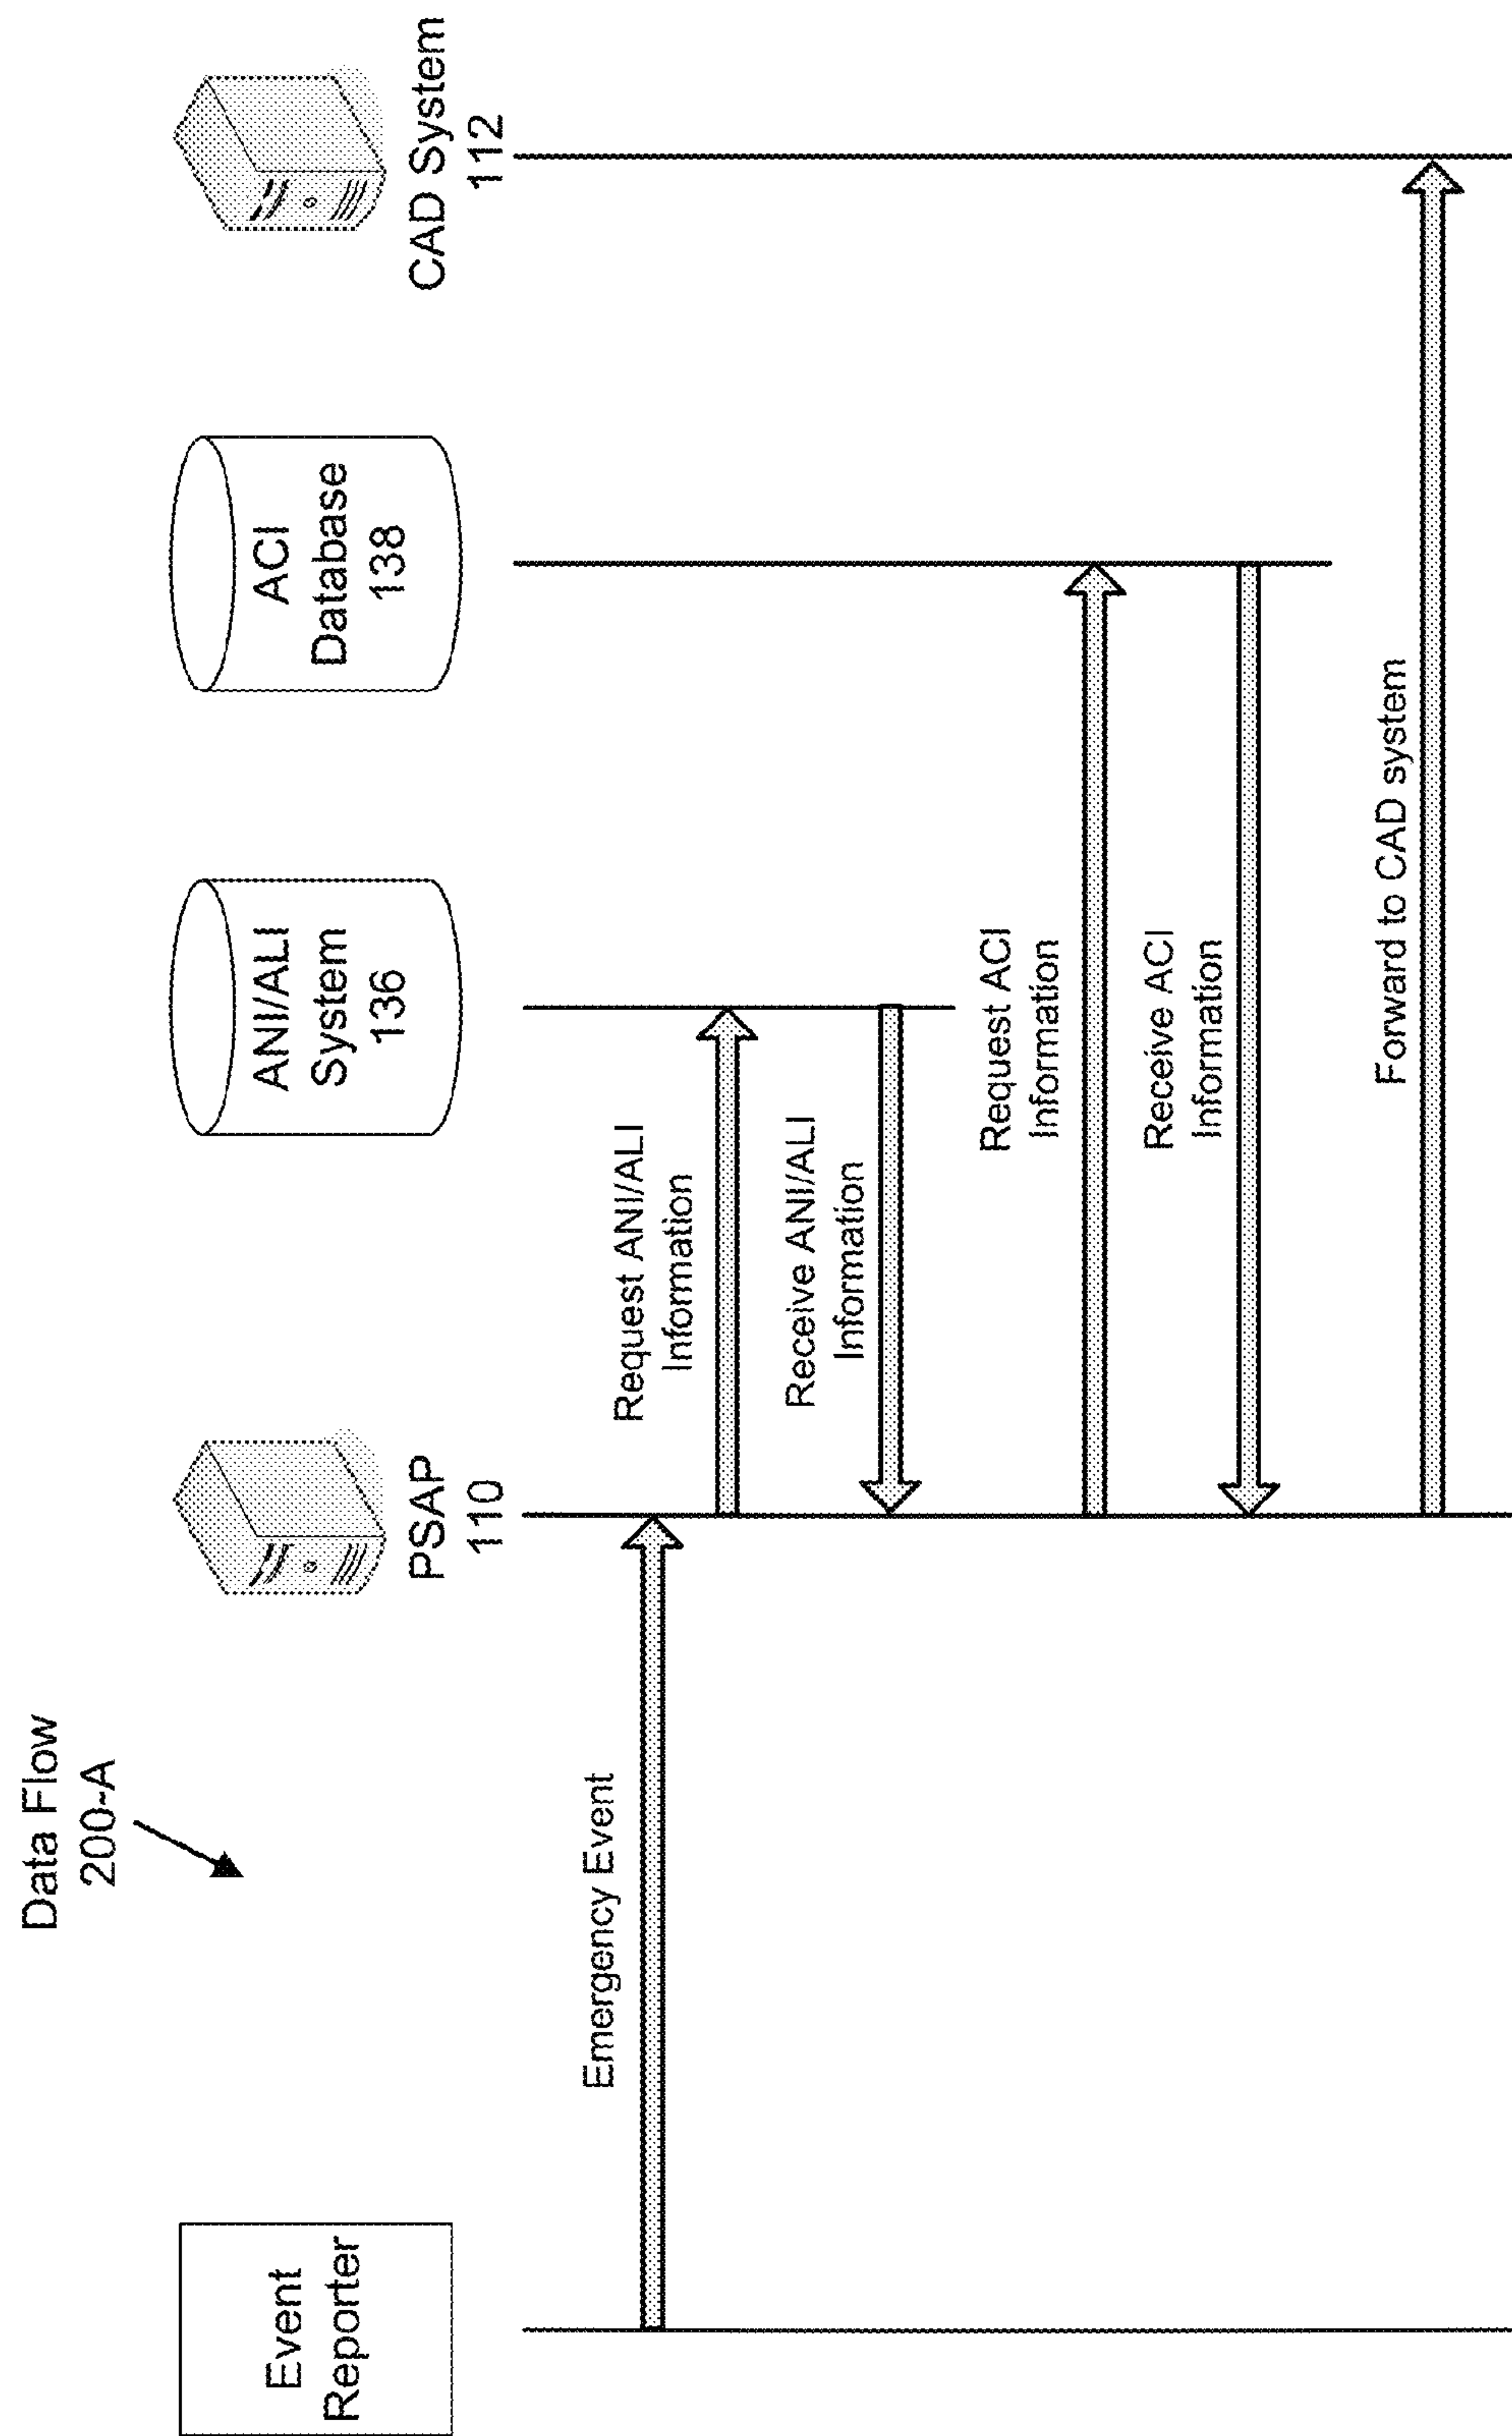 Data Flow
200-A
Event
Reporter
PSAP
110
ANI/ALI
System
136
ACI
Database
138
CAD System
112
Emergency Event
Request ANI/ALI
Information
Receive ANI/ALI
Information
Request ACI
Information
Receive ACI
Information
Forward to CAD system